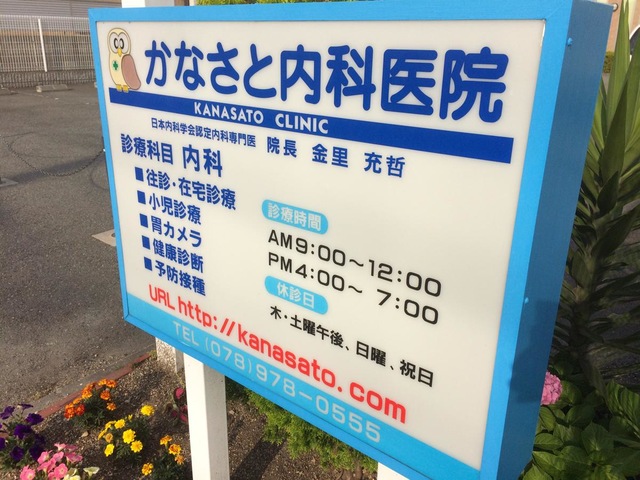 かなさと内科医院
KANASATO CLINIC
日本内科学会認定内科専門医 院長 金里 充哲
診療科目 内科
■往診・在宅診療
■小児診療
■胃カメラ
■健康診断
■予防接種
診療時間
AM9:00～12:00
PM4:00～ 7:00
休診日
木・土曜午後、日曜、祝日
URL http://kanasato.com
TEL (078)978-0555